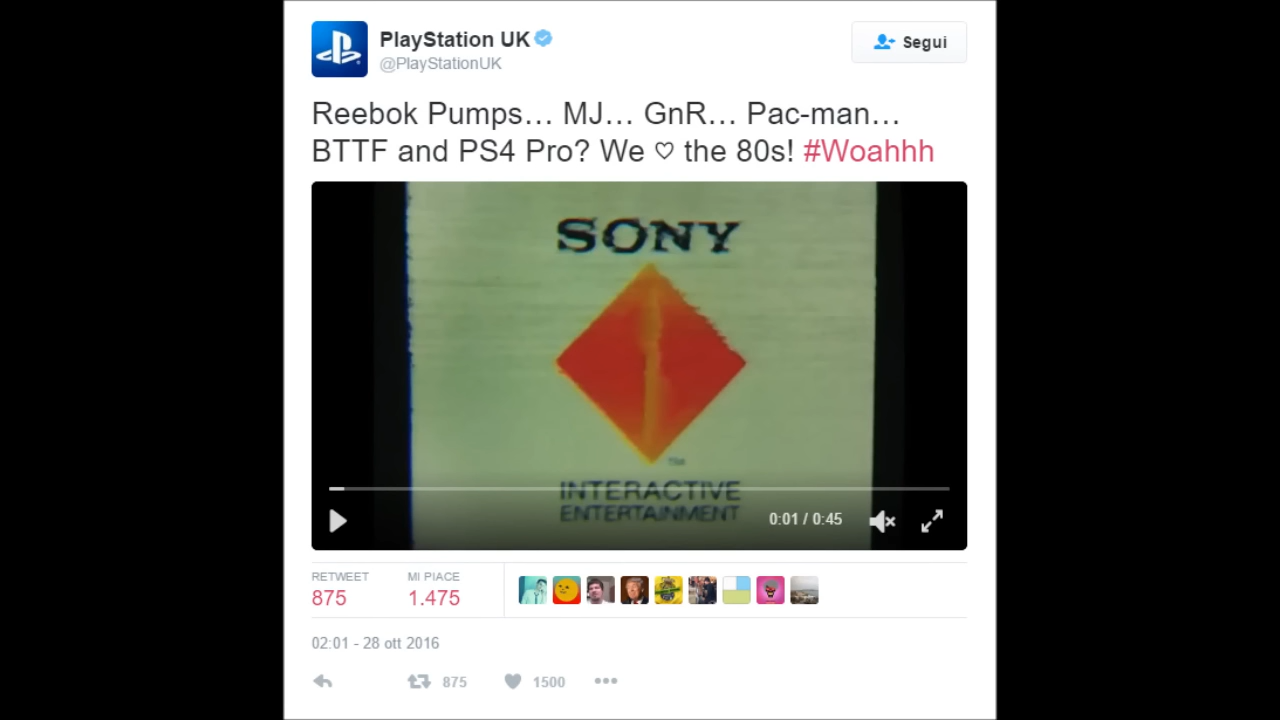 PlayStation UK
@PlayStationUK
Segui
Reebok Pumps… MJ… GnR… Pac-man…
BTTF and PS4 Pro? We ♡ the 80s! #Woahhh
SONY
TM
INTERACTIVE
ENTERTAINMENT
0:01 / 0:45
RETWEET
875
MI PIACE
1.475
02:01 - 28 ott 2016
875
1500